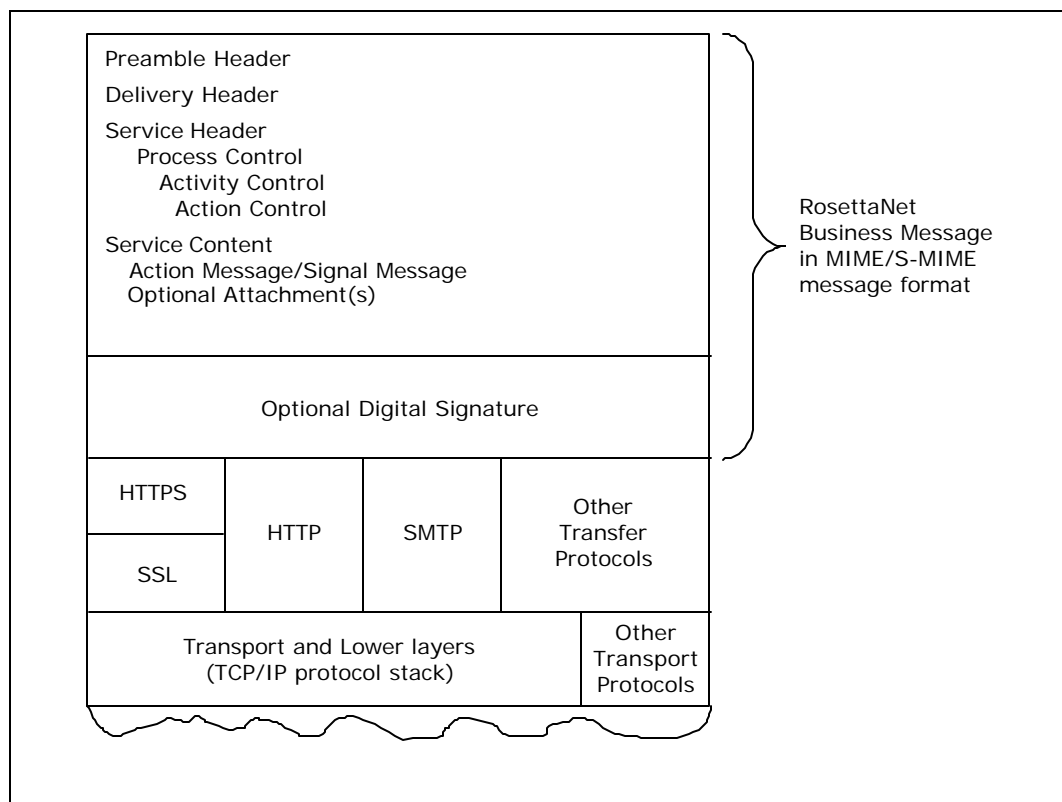 Preamble Header
Delivery Header
Service Header
Process Control
Activity Control
Action Control
Service Content
Action Message/Signal Message
Optional Attachment(s)
RosettaNet
Business Message
in MIME/S-MIME
message format
Optional Digital Signature
HTTPS
SSL
HTTP
SMTP
Other
Transfer
Protocols
Transport and Lower layers
(TCP/IP protocol stack)
Other
Transport
Protocols